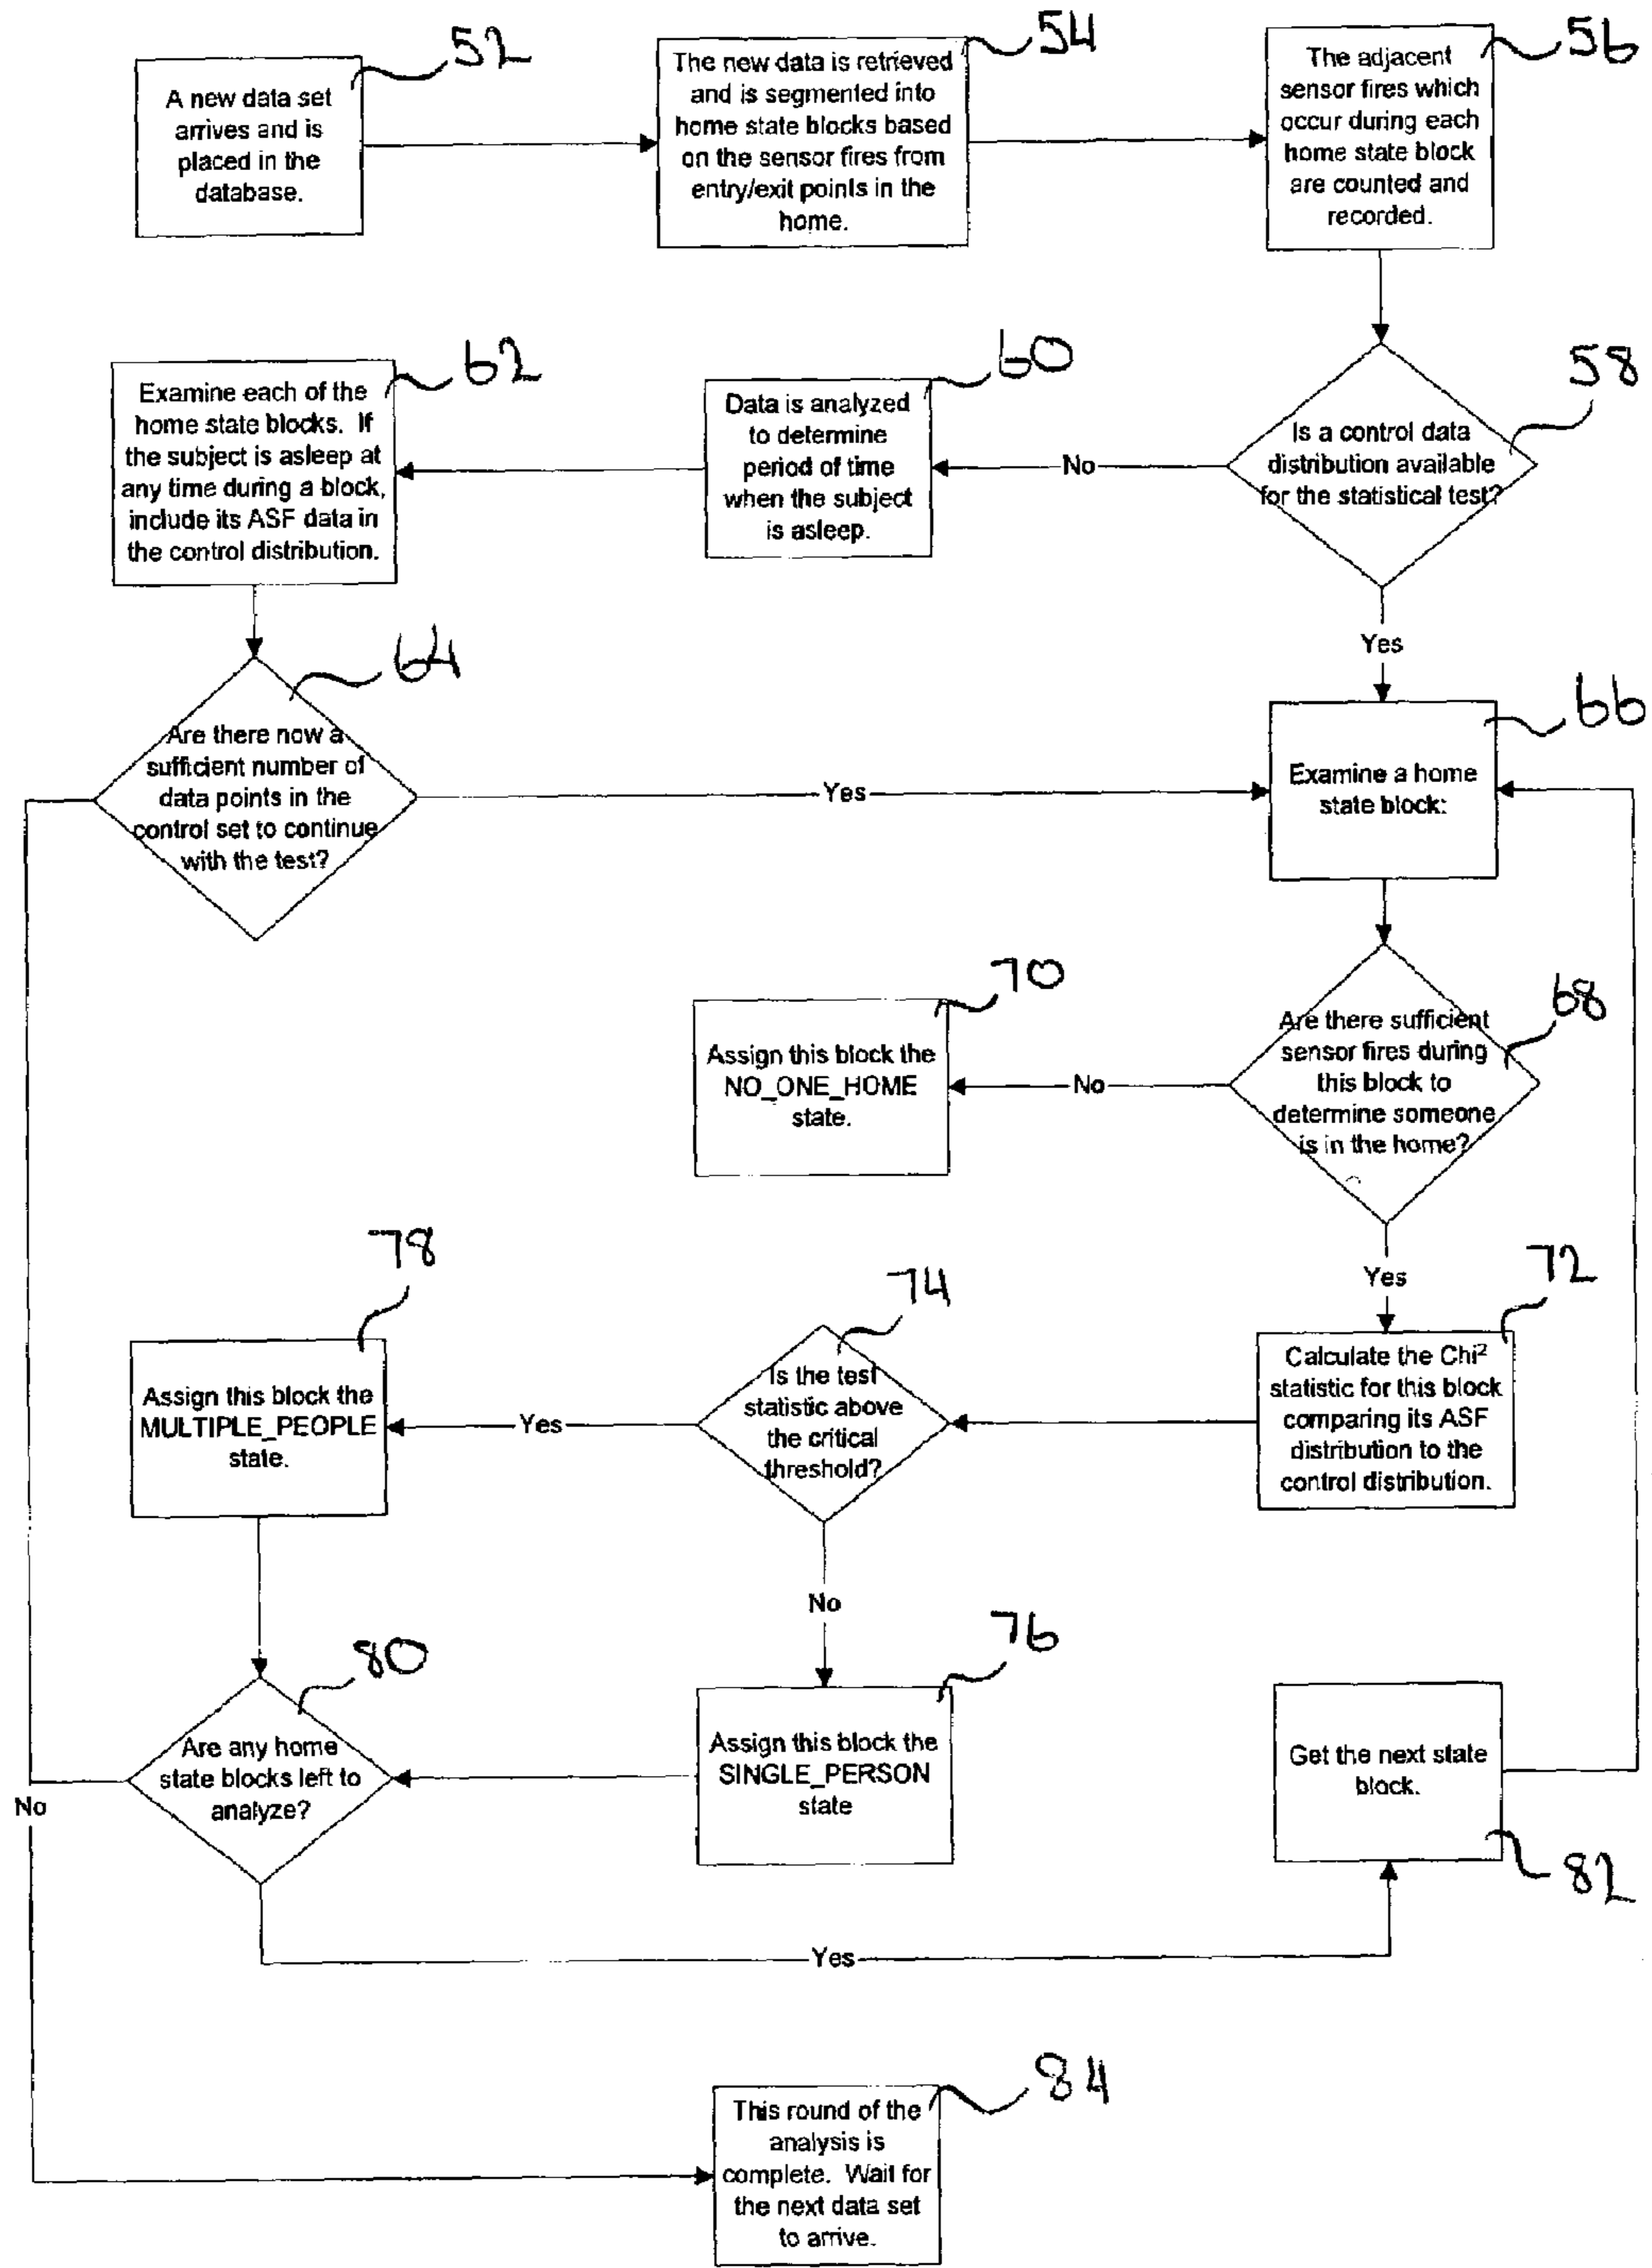 52
A new data set
arrives and is
placed in the
database.
54
The new data is retrieved
and is segmented into
home state blocks based
on the sensor fires from
entry/exit points in the
home.
56
The adjacent
sensor fires which
occur during each
home state block
are counted and
recorded.
58
Is a control data
distribution available
for the statistical test?
No
Yes
60
Data is analyzed
to determine
period of time
when the subject
is asleep.
62
Examine each of the
home state blocks. If
the subject is asleep at
any time during a block,
include its ASF data in
the control distribution.
64
Are there now a
sufficient number of
data points in the
control set to continue
with the test?
Yes
66
Examine a home
state block:
68
Are there sufficient
sensor fires during
this block to
determine someone
is in the home?
No
70
Assign this block the
NO_ONE_HOME
state.
Yes
72
Calculate the Chi²
statistic for this block
comparing its ASF
distribution to the
control distribution.
74
Is the test
statistic above
the critical
threshold?
Yes
78
Assign this block the
MULTIPLE_PEOPLE
state.
No
76
Assign this block the
SINGLE_PERSON
state
80
Are any home
state blocks left to
analyze?
No
Yes
Get the next state
block.
82
84
This round of the
analysis is
complete. Wait for
the next data set
to arrive.